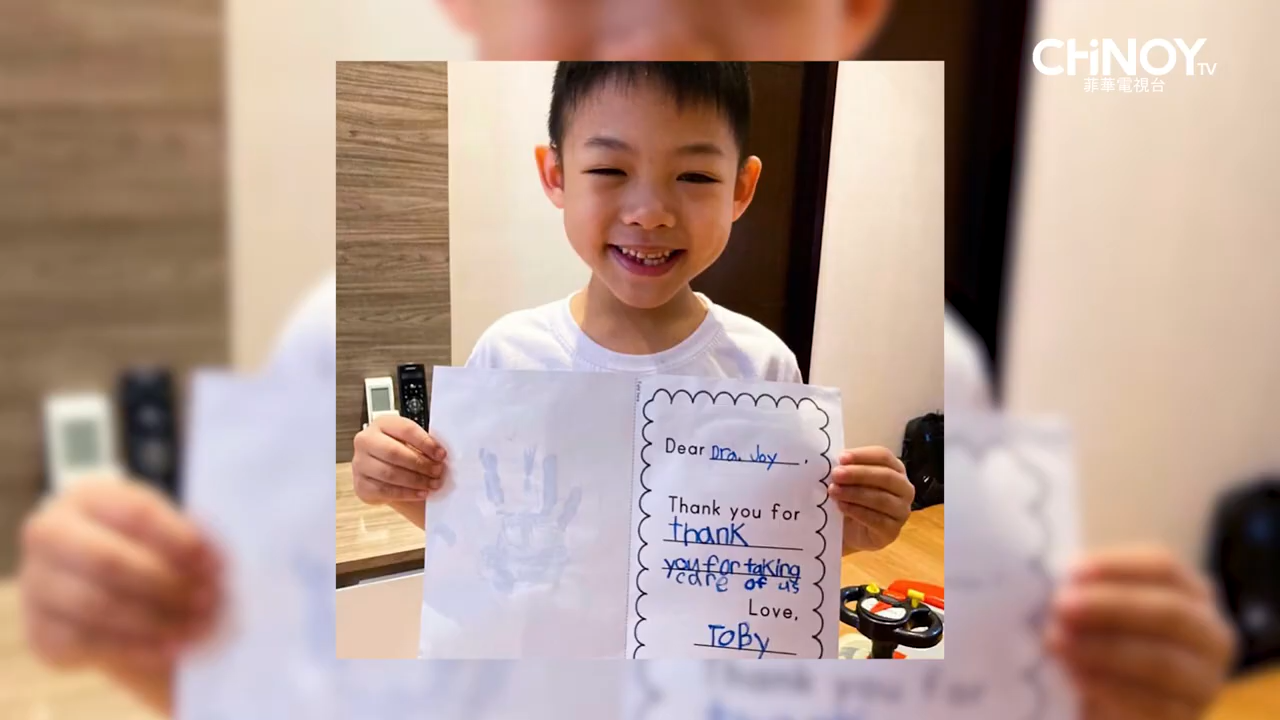 CHiNOY TV
菲華電視台
Dear Dra. Joy,
Thank you for
thank
you for taking
care of us
Love,
TOBY